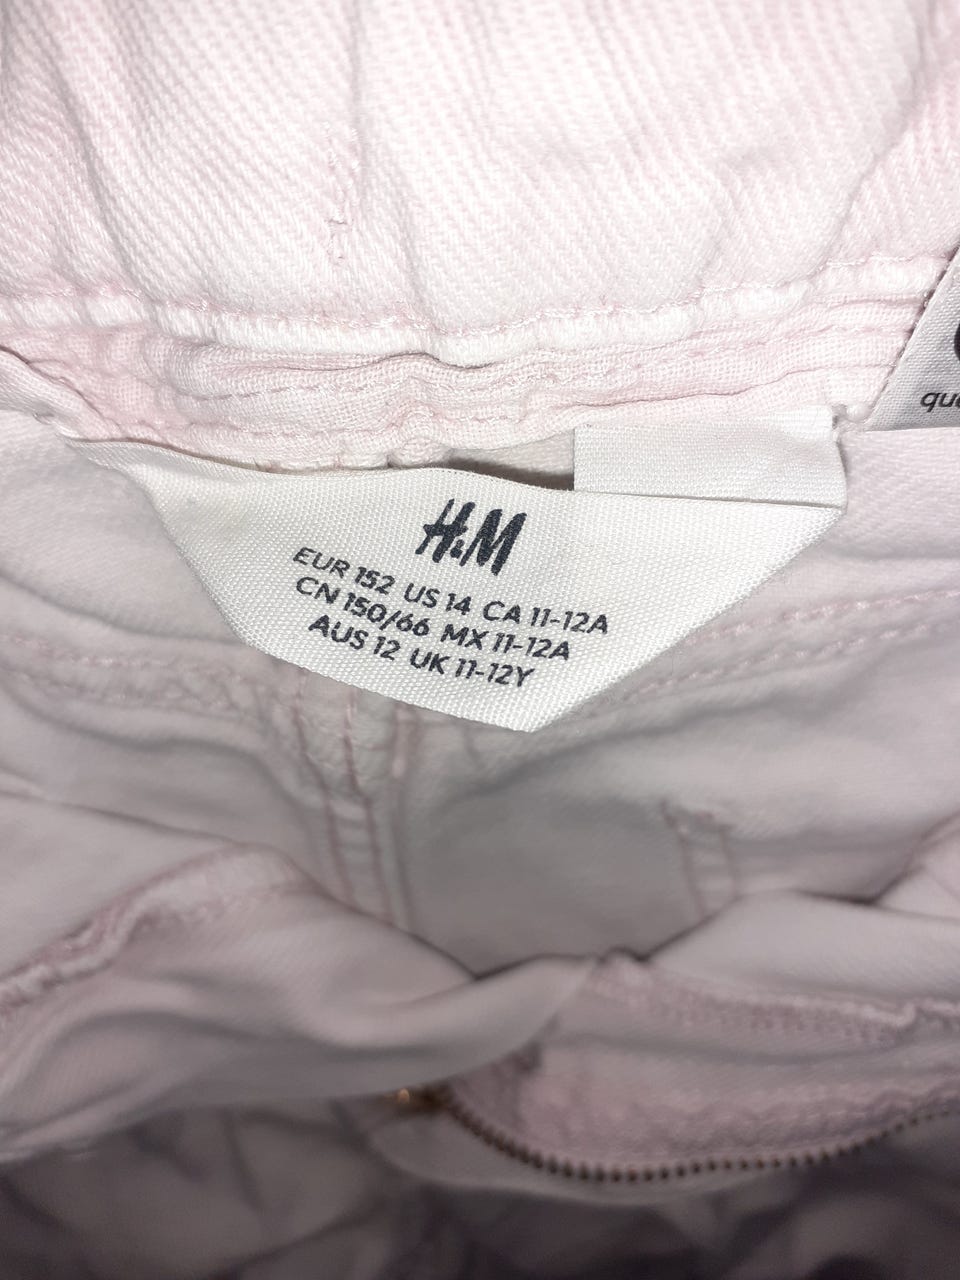 H&M
EUR 152 US 14 CA 11-12A
CN 150/66 MX 11-12A
AUS 12 UK 11-12Y